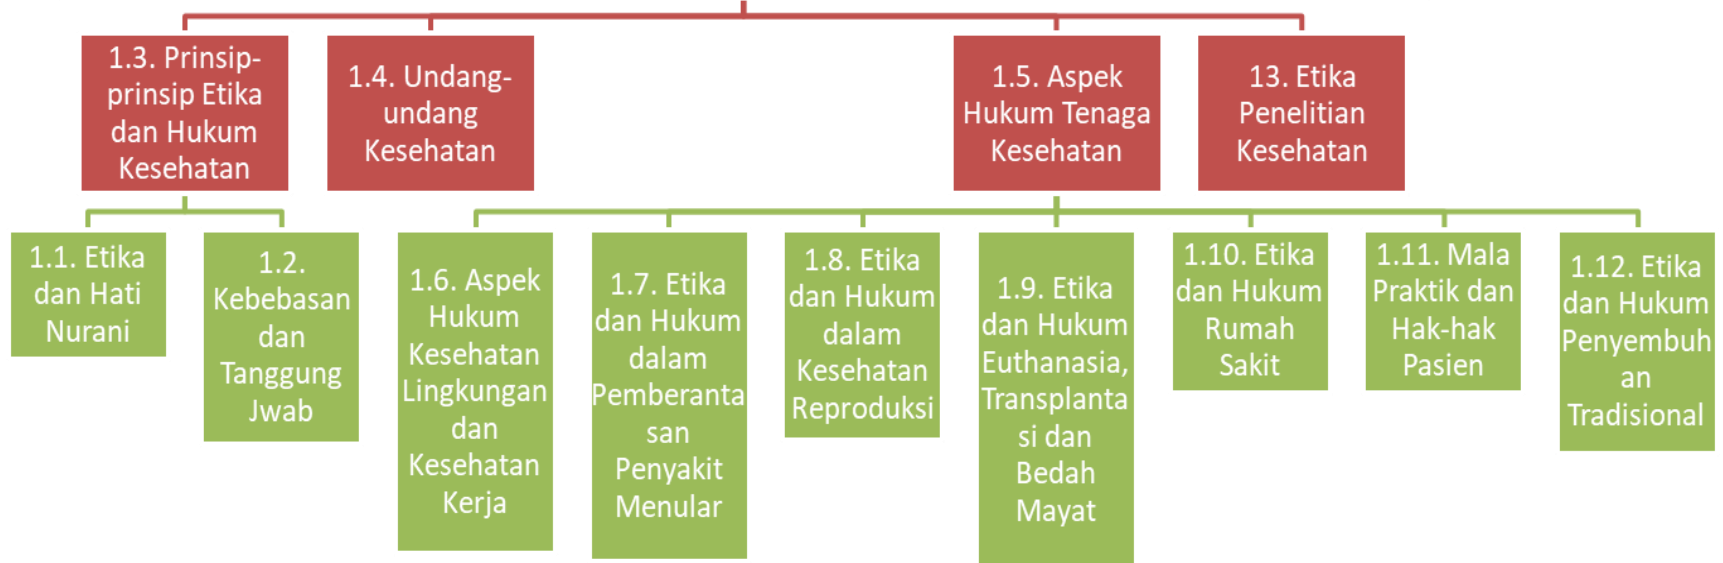 1.3. Prinsip-
prinsip Etika
dan Hukum
Kesehatan
1.4. Undang-
undang
Kesehatan
1.5. Aspek
Hukum Tenaga
Kesehatan
13. Etika
Penelitian
Kesehatan
1.1. Etika
dan Hati
Nurani
1.2.
Kebebasan
dan
Tanggung
Jwab
1.6. Aspek
Hukum
Kesehatan
Lingkungan
dan
Kesehatan
Kerja
1.7. Etika
dan Hukum
dalam
Pemberanta
san
Penyakit
Menular
1.8. Etika
dan Hukum
dalam
Kesehatan
Reproduksi
1.9. Etika
dan Hukum
Euthanasia,
Transplanta
si dan
Bedah
Mayat
1.10. Etika
dan Hukum
Rumah
Sakit
1.11. Mala
Praktik dan
Hak-hak
Pasien
1.12. Etika
dan Hukum
Penyembuh
an
Tradisional